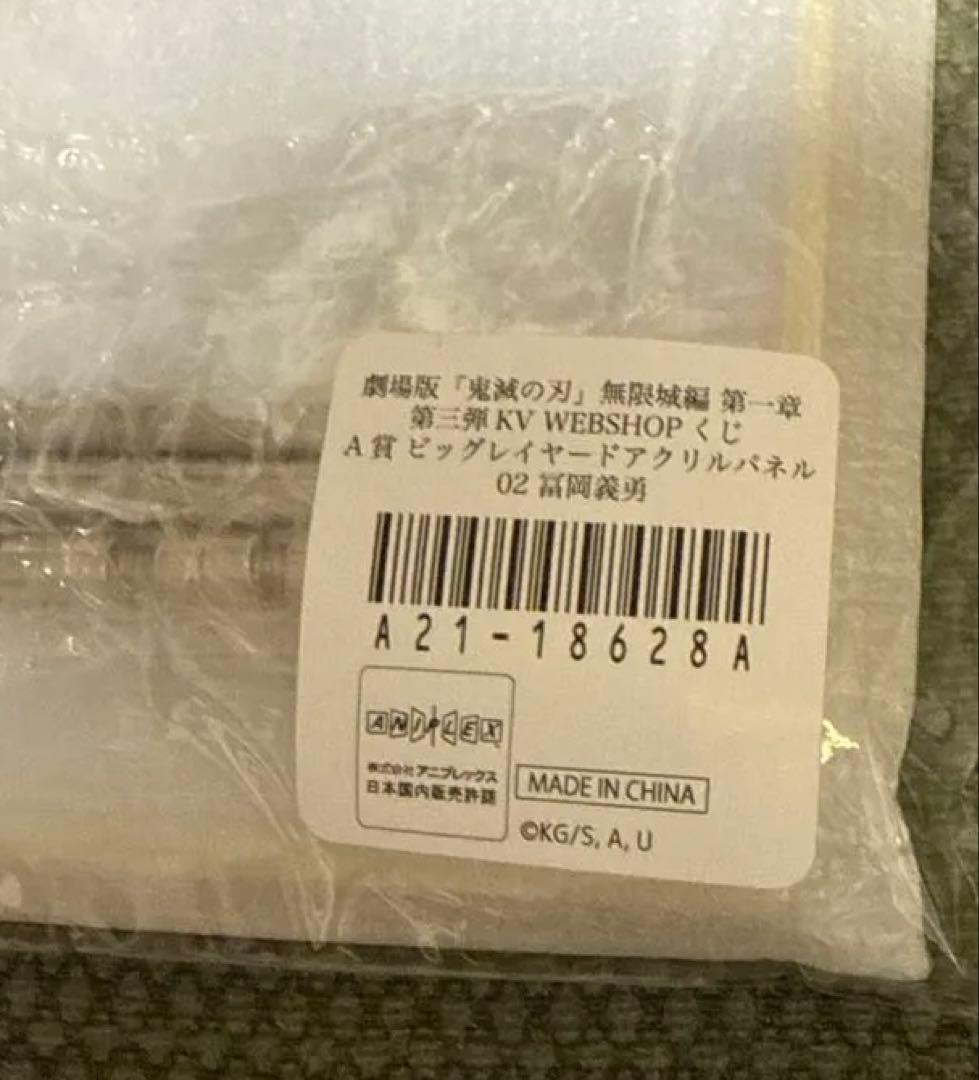 劇場版「鬼滅の刃」無限城編 第一章
第三弾 KV WEBSHOP くじ
A 賞 ビッグレイヤードアクリルパネル
02 冨岡義勇
A21-18628A
ANIPLEX
株式会社アニプレックス
日本国内販売許諾
MADE IN CHINA
©KG/S, A, U